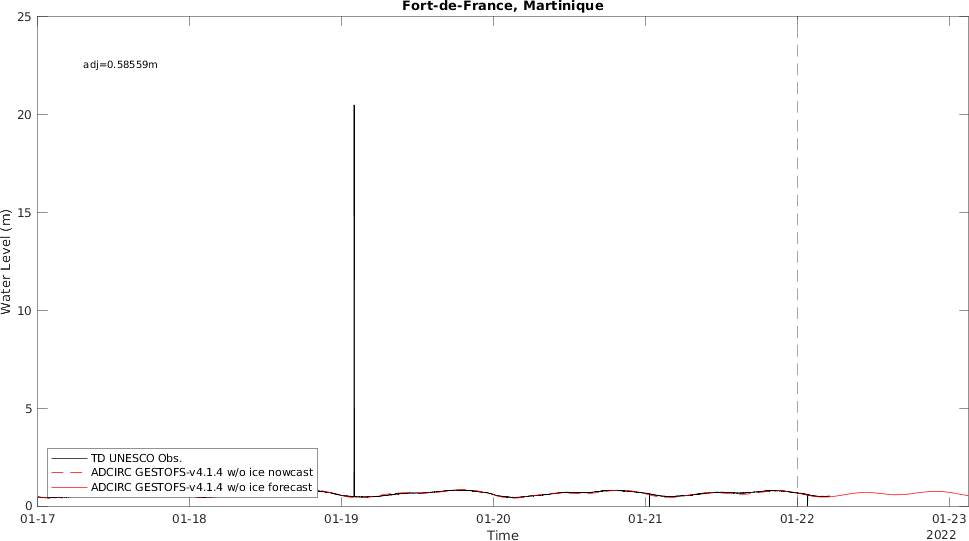 Fort-de-France, Martinique
25
adj=0.58559m
20
15
Water Level (m)
10
5
TD UNESCO Obs.
ADCIRC GESTOFS-v4.1.4 w/o ice nowcast
ADCIRC GESTOFS-v4.1.4 w/o ice forecast
0
01-17 01-18 01-19 01-20 01-21 01-22 01-23
Time
2022